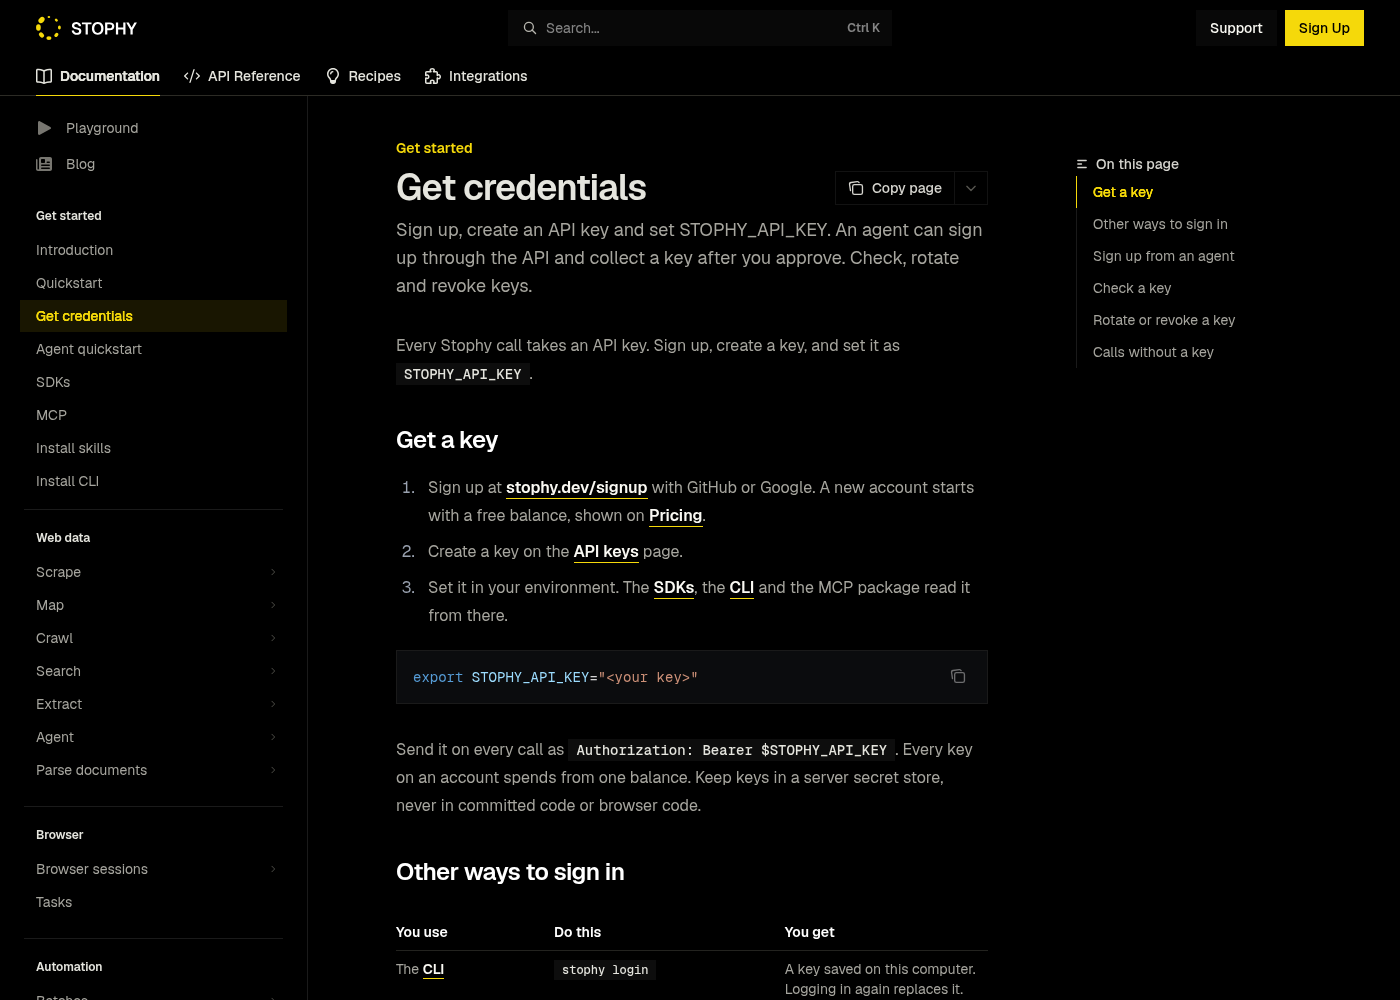 STOPHY
Search...
Ctrl K
Support
Sign Up
Documentation
API Reference
Recipes
Integrations
Playground
Blog
Get started
Introduction
Quickstart
Get credentials
Agent quickstart
SDKs
MCP
Install skills
Install CLI
Web data
Scrape
Map
Crawl
Search
Extract
Agent
Parse documents
Browser
Browser sessions
Tasks
Automation
Get started
Get credentials
Copy page
Sign up, create an API key and set STOPHY_API_KEY. An agent can sign
up through the API and collect a key after you approve. Check, rotate
and revoke keys.
Every Stophy call takes an API key. Sign up, create a key, and set it as
STOPHY_API_KEY.
Get a key
1. Sign up at stophy.dev/signup with GitHub or Google. A new account starts
with a free balance, shown on Pricing.
2. Create a key on the API keys page.
3. Set it in your environment. The SDKs, the CLI and the MCP package read it
from there.
export STOPHY_API_KEY="<your key>"
Send it on every call as Authorization: Bearer $STOPHY_API_KEY. Every key
on an account spends from one balance. Keep keys in a server secret store,
never in committed code or browser code.
Other ways to sign in
You use Do this You get
The CLI stophy login A key saved on this computer.
Logging in again replaces it.
On this page
Get a key
Other ways to sign in
Sign up from an agent
Check a key
Rotate or revoke a key
Calls without a key